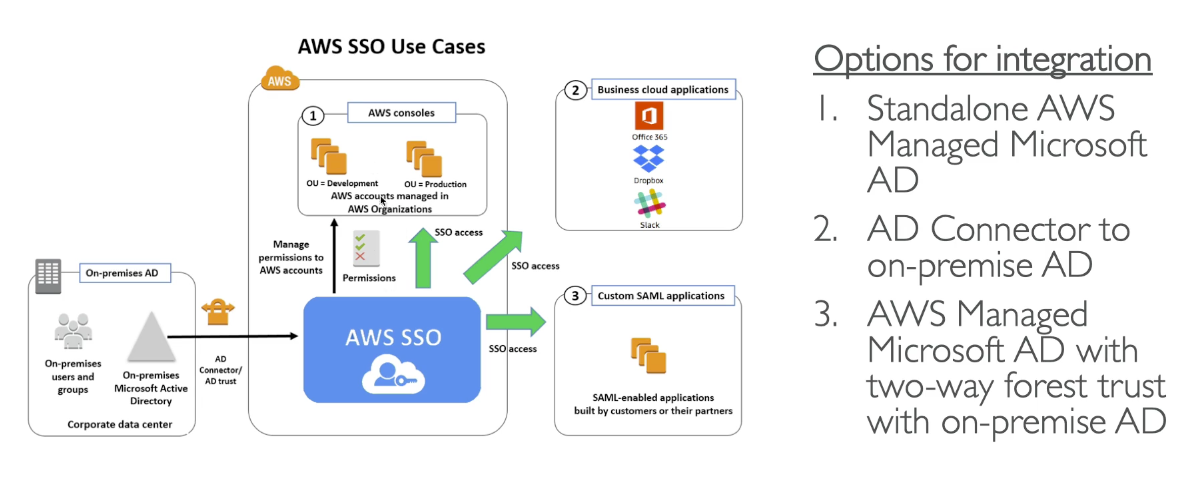 AWS SSO Use Cases
AWS
1
AWS consoles
OU = Development
OU = Production
AWS accounts managed in
AWS Organizations
Manage
permissions to
AWS accounts
Permissions
SSO access
SSO access
SSO access
On-premises AD
On-premises
users and
groups
On-premises
Microsoft Active
Directory
Corporate data center
AD
Connector/
AD trust
AWS SSO
2
Business cloud applications
Office 365
Dropbox
Slack
3
Custom SAML applications
SAML-enabled applications
built by customers or their partners
Options for integration
1. Standalone AWS
Managed Microsoft
AD
2. AD Connector to
on-premise AD
3. AWS Managed
Microsoft AD with
two-way forest trust
with on-premise AD